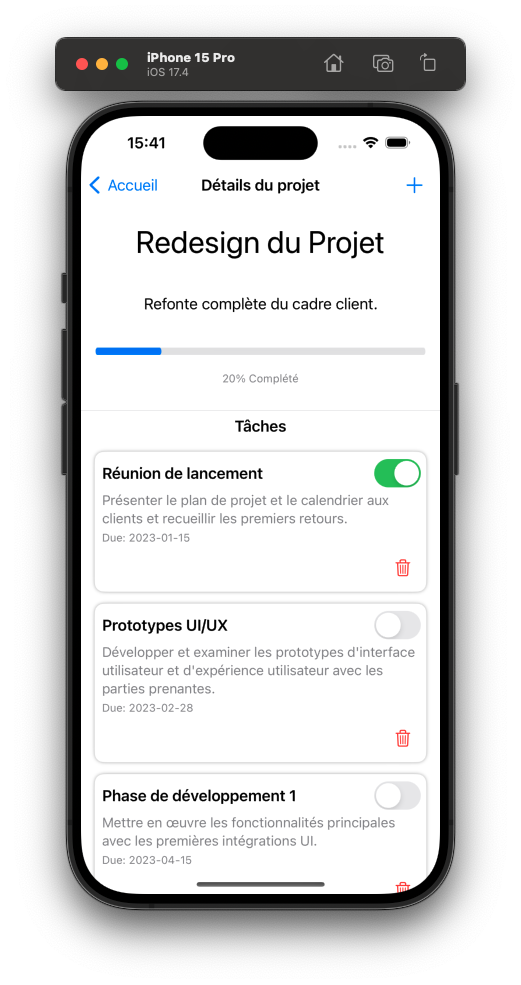 iPhone 15 Pro
iOS 17.4
15:41
Accueil
Détails du projet
Redesign du Projet
Refonte complète du cadre client.
20% Complété
Tâches
Réunion de lancement
Présenter le plan de projet et le calendrier aux
clients et recueillir les premiers retours.
Due: 2023-01-15
Prototypes UI/UX
Développer et examiner les prototypes d'interface
utilisateur et d'expérience utilisateur avec les
parties prenantes.
Due: 2023-02-28
Phase de développement 1
Mettre en œuvre les fonctionnalités principales
avec les premières intégrations UI.
Due: 2023-04-15